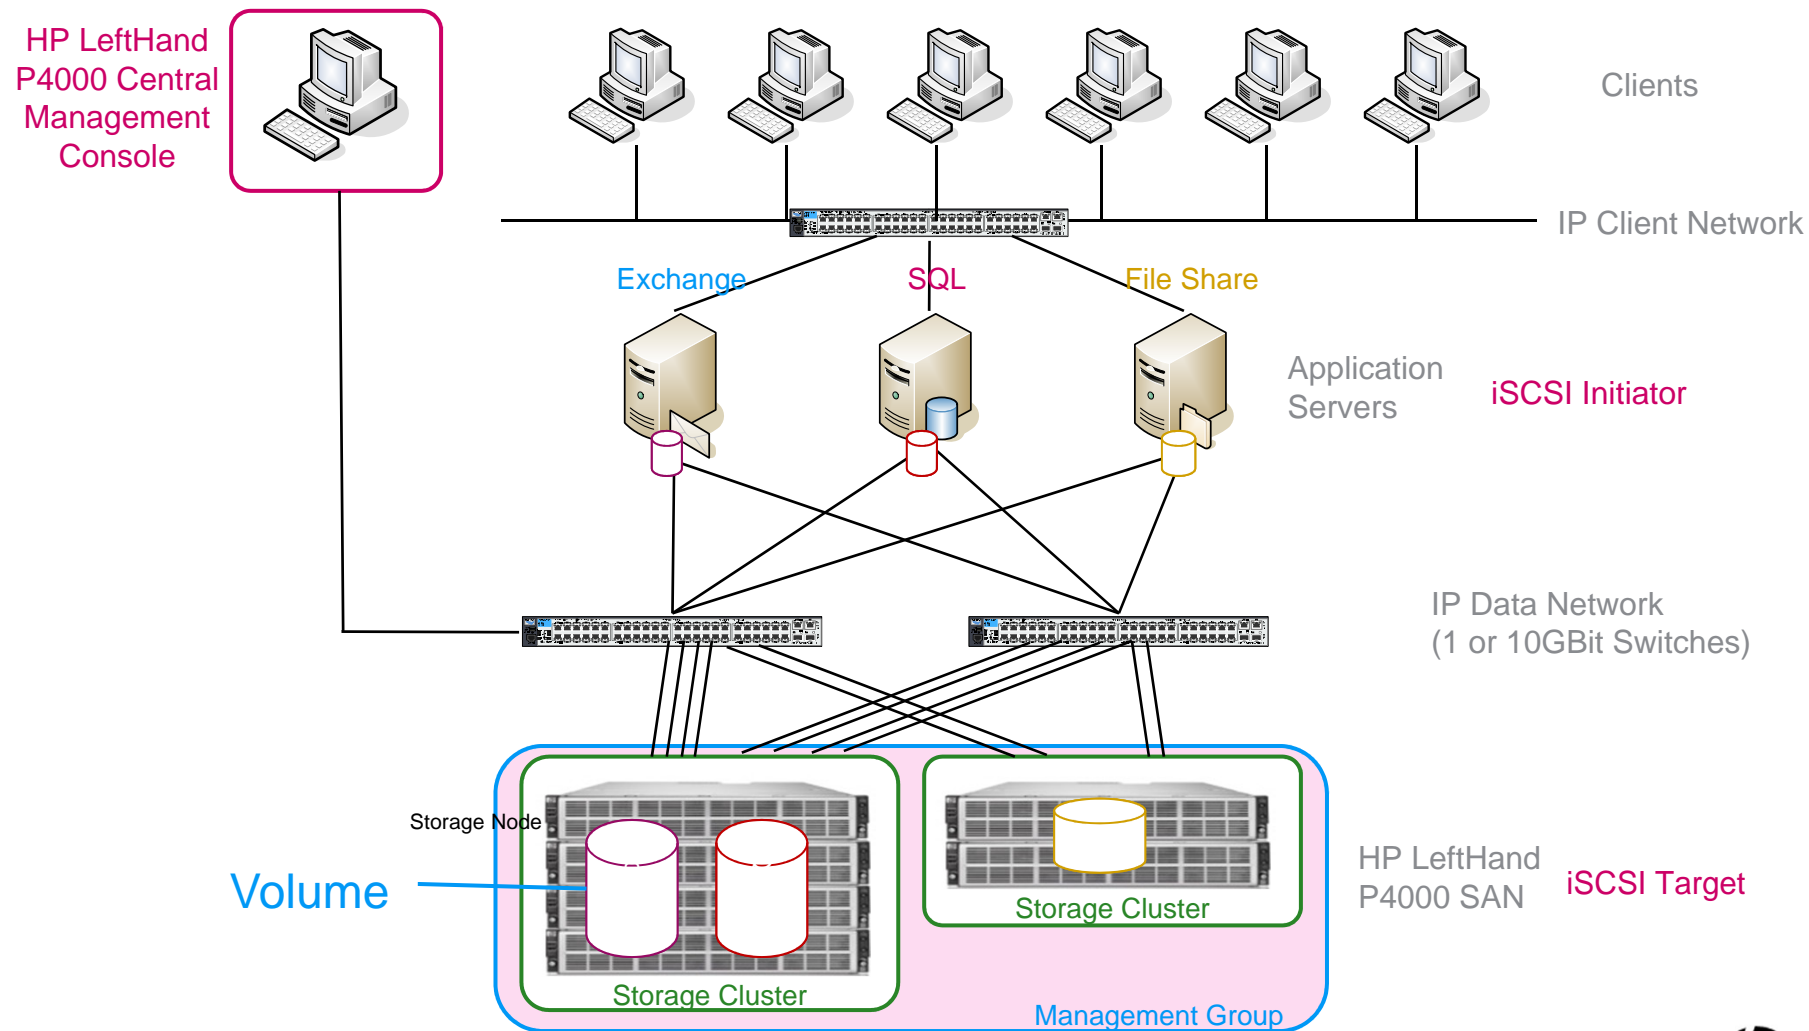 HP LeftHand
P4000 Central
Management
Console
Clients
IP Client Network
Exchange
SQL
File Share
Application
Servers
iSCSI Initiator
IP Data Network
(1 or 10GBit Switches)
Storage Node
Volume
HP LeftHand
P4000 SAN
iSCSI Target
Storage Cluster
Storage Cluster
Management Group